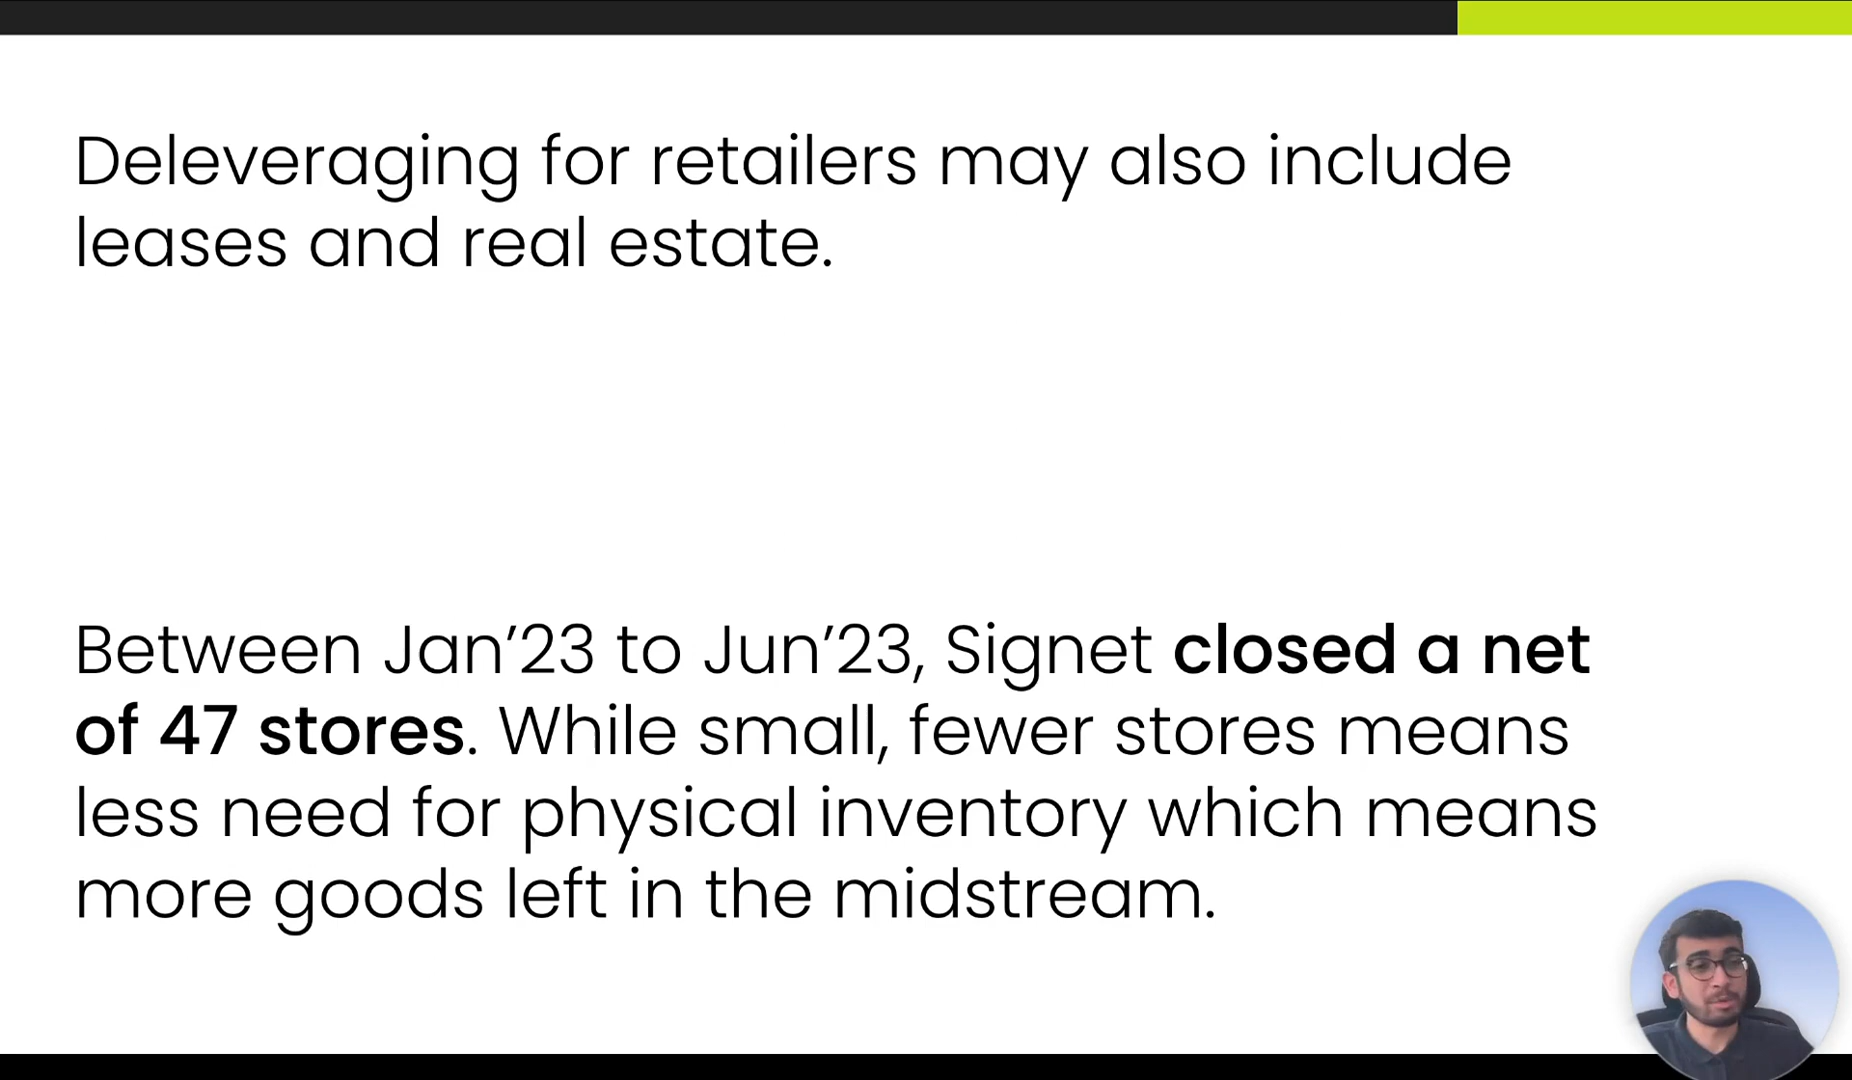 Deleveraging for retailers may also include
leases and real estate.
Between Jan’23 to Jun’23, Signet closed a net
of 47 stores. While small, fewer stores means
less need for physical inventory which means
more goods left in the midstream.